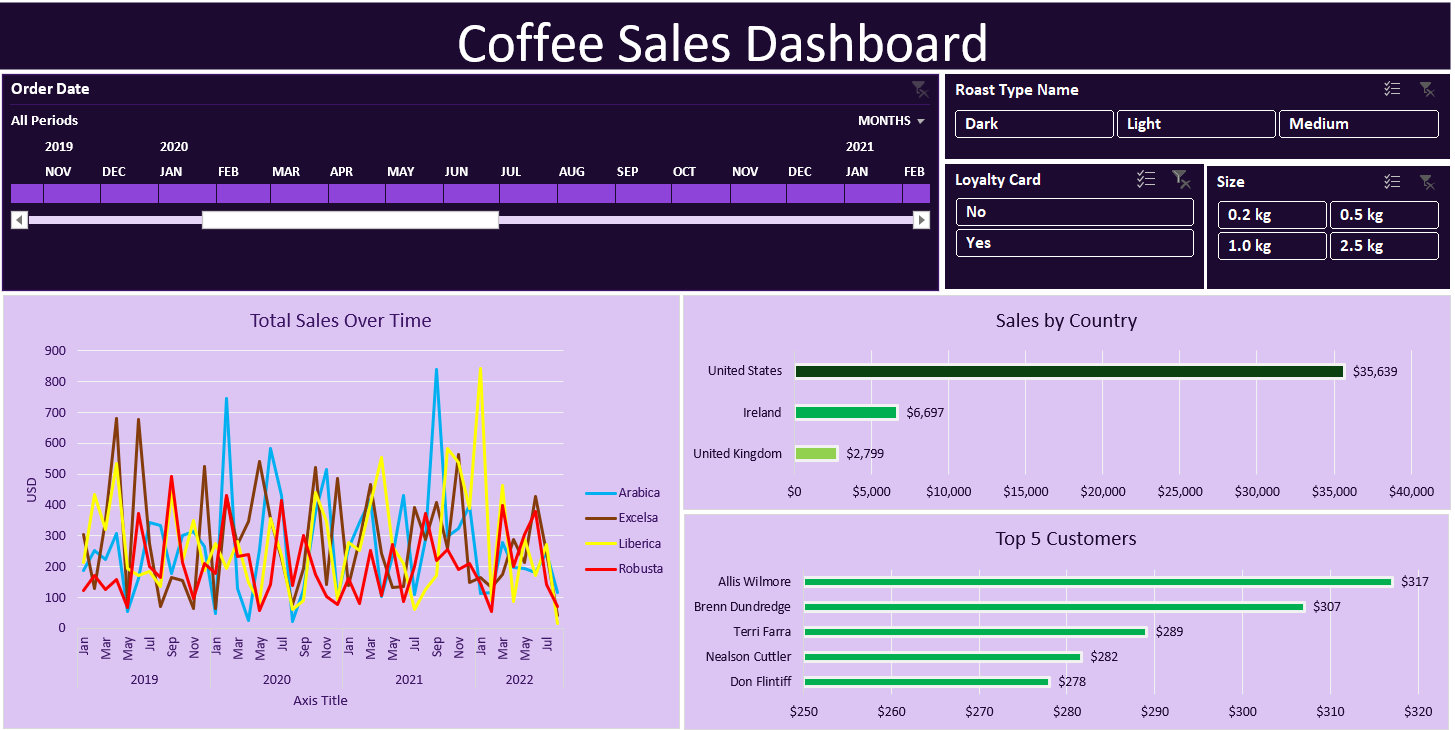 Coffee Sales Dashboard
Order Date
All Periods
MONTHS
2019 2020 2021
NOV DEC JAN FEB MAR APR MAY JUN JUL AUG SEP OCT NOV DEC JAN FEB
Roast Type Name
Dark Light Medium
Loyalty Card
No
Yes
Size
0.2 kg 0.5 kg
1.0 kg 2.5 kg
Total Sales Over Time
900
800
700
600
500
400
300
200
100
0
USD
Jan Mar May Jul Sep Nov Jan Mar May Jul Sep Nov Jan Mar May Jul Sep Nov Jan Mar May Jul
2019 2020 2021 2022
Axis Title
Arabica
Excelsa
Liberica
Robusta
Sales by Country
United States $35,639
Ireland $6,697
United Kingdom $2,799
$0 $5,000 $10,000 $15,000 $20,000 $25,000 $30,000 $35,000 $40,000
Top 5 Customers
Allis Wilmore $317
Brenn Dundredge $307
Terri Farra $289
Nealson Cuttler $282
Don Flintiff $278
$250 $260 $270 $280 $290 $300 $310 $320